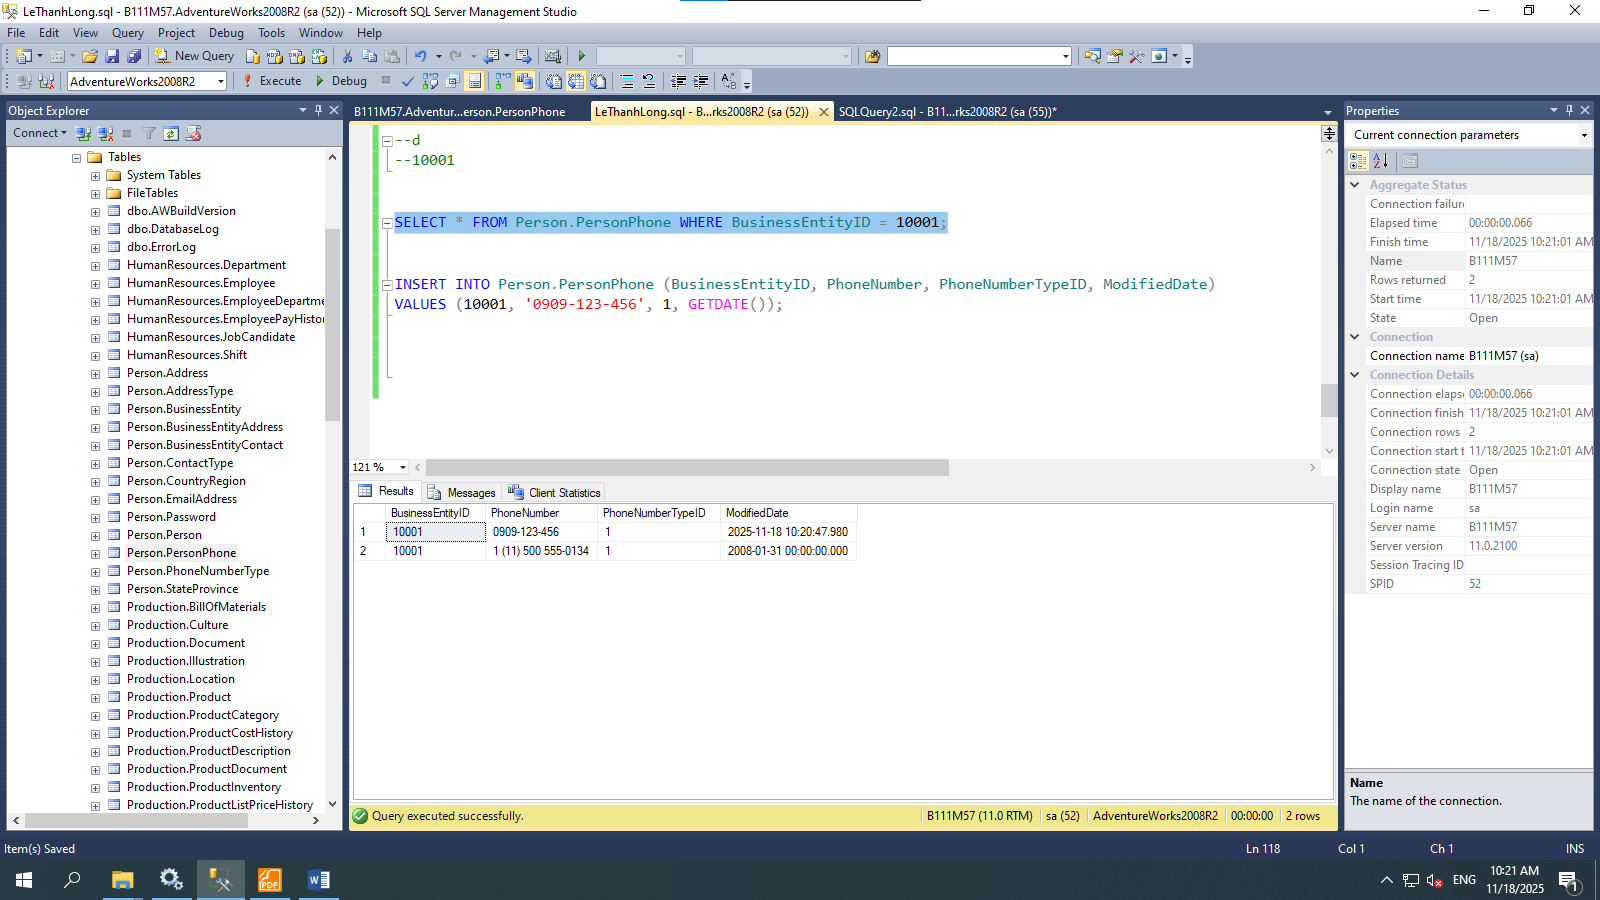 LeThanhLong.sql - B111M57.AdventureWorks2008R2 (sa (52)) - Microsoft SQL Server Management Studio
File Edit View Query Project Debug Tools Window Help
New Query
AdventureWorks2008R2 Execute Debug
Object Explorer
Connect
Tables
System Tables
FileTables
dbo.AWBuildVersion
dbo.DatabaseLog
dbo.ErrorLog
HumanResources.Department
HumanResources.Employee
HumanResources.EmployeeDepartme
HumanResources.EmployeePayHistor
HumanResources.JobCandidate
HumanResources.Shift
Person.Address
Person.AddressType
Person.BusinessEntity
Person.BusinessEntityAddress
Person.BusinessEntityContact
Person.ContactType
Person.CountryRegion
Person.EmailAddress
Person.Password
Person.Person
Person.PersonPhone
Person.PhoneNumberType
Person.StateProvince
Production.BillOfMaterials
Production.Culture
Production.Document
Production.Illustration
Production.Location
Production.Product
Production.ProductCategory
Production.ProductCostHistory
Production.ProductDescription
Production.ProductDocument
Production.ProductInventory
Production.ProductListPriceHistory
B111M57.Adventur...erson.PersonPhone LeThanhLong.sql - B...rks2008R2 (sa (52)) SQLQuery2.sql - B11...rks2008R2 (sa (55))*
--d
--10001
SELECT * FROM Person.PersonPhone WHERE BusinessEntityID = 10001;
INSERT INTO Person.PersonPhone (BusinessEntityID, PhoneNumber, PhoneNumberTypeID, ModifiedDate)
VALUES (10001, '0909-123-456', 1, GETDATE());
121 %
Results Messages Client Statistics
BusinessEntityID PhoneNumber PhoneNumberTypeID ModifiedDate
1 10001 0909-123-456 1 2025-11-18 10:20:47.980
2 10001 1 (11) 500 555-0134 1 2008-01-31 00:00:00.000
Query executed successfully. B111M57 (11.0 RTM) sa (52) AdventureWorks2008R2 00:00:00 2 rows
Properties
Current connection parameters
Aggregate Status
Connection failure
Elapsed time 00:00:00.066
Finish time 11/18/2025 10:21:01 AM
Name B111M57
Rows returned 2
Start time 11/18/2025 10:21:01 AM
State Open
Connection
Connection name B111M57 (sa)
Connection Details
Connection elaps 00:00:00.066
Connection finish 11/18/2025 10:21:01 AM
Connection rows 2
Connection start t 11/18/2025 10:21:01 AM
Connection state Open
Display name B111M57
Login name sa
Server name B111M57
Server version 11.0.2100
Session Tracing ID
SPID 52
Name
The name of the connection.
Item(s) Saved Ln 118 Col 1 Ch 1 INS
PDF ENG 10:21 AM
11/18/2025 1